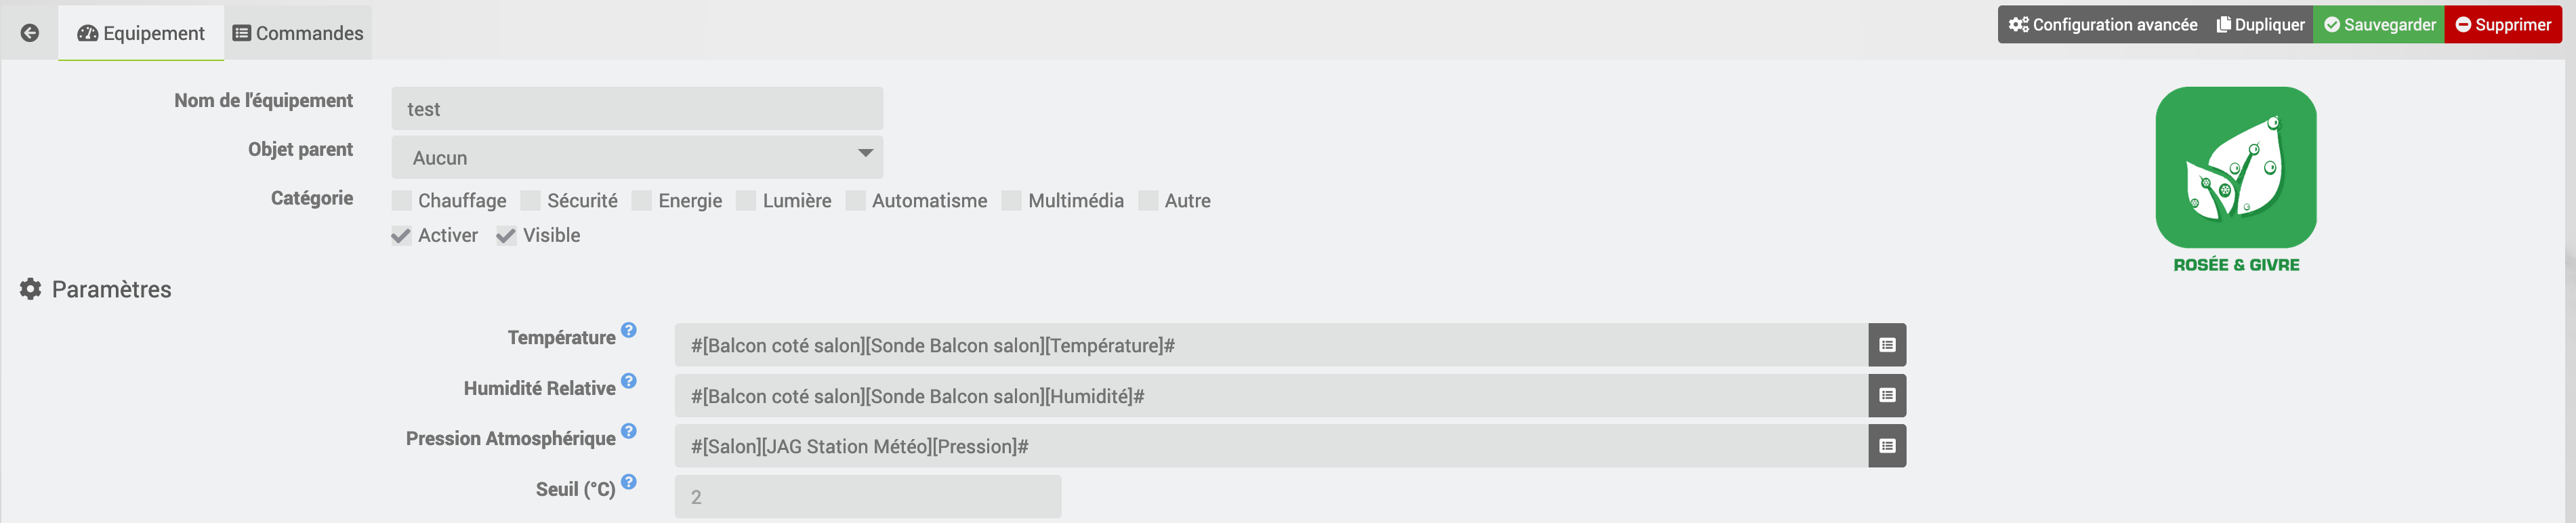 Equipement Commandes Configuration avancée Dupliquer Sauvegarder Supprimer
Nom de l'équipement test
Objet parent Aucun
Catégorie Chauffage Sécurité Energie Lumière Automatisme Multimédia Autre
Activer Visible
ROSÉE & GIVRE
Paramètres
Température ? #[Balcon coté salon][Sonde Balcon salon][Température]#
Humidité Relative ? #[Balcon coté salon][Sonde Balcon salon][Humidité]#
Pression Atmosphérique ? #[Salon][JAG Station Météo][Pression]#
Seuil (°C) ? 2